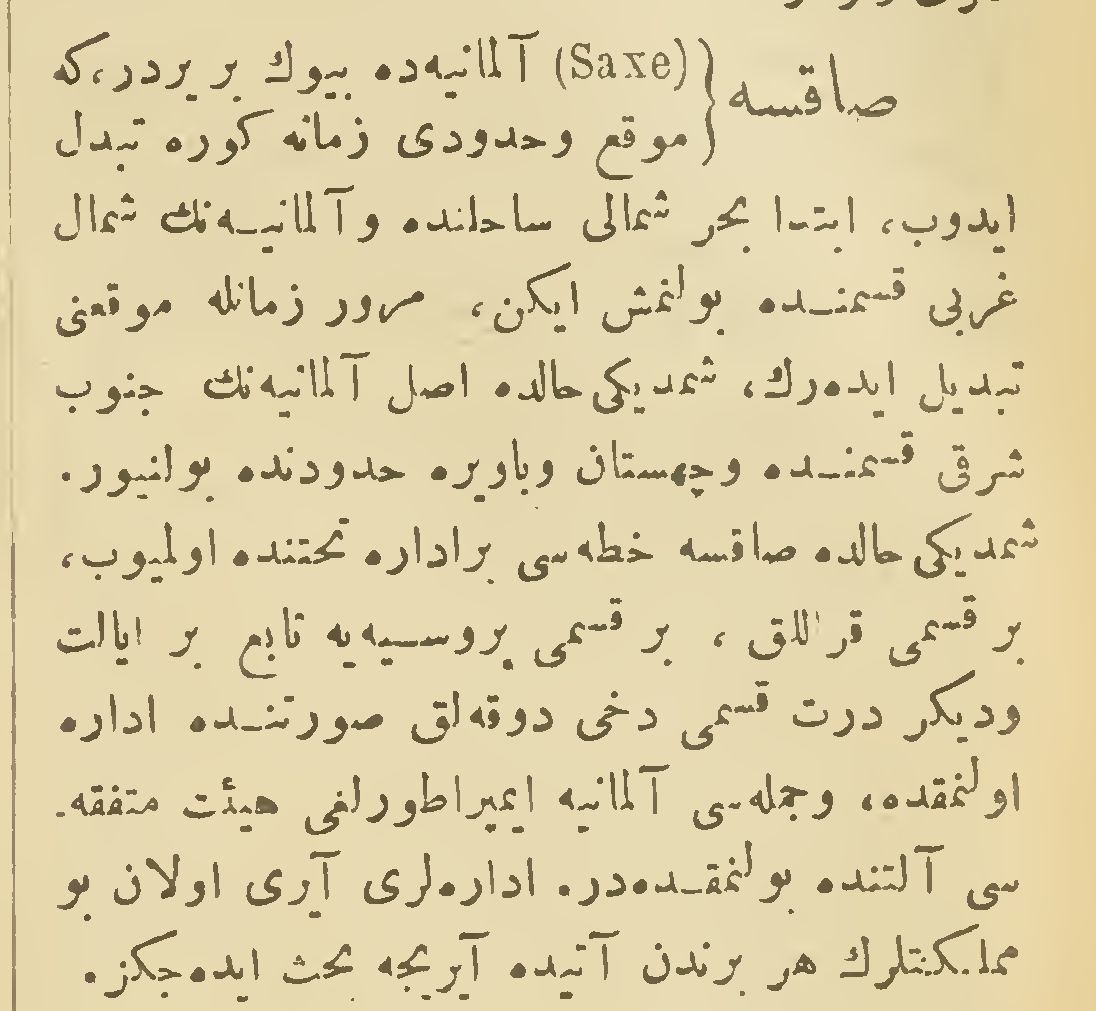 صاقسه { (Saxe) آلمانیه‌ده بیوك بر یردر، كه
موقع وحدودی زمانه كوره تبدل
ایدوب، ابتدا بحر شمالی ساحلنده وآلمانیه‌نك شمال
غربی قسمنده بولنمش ایكن، مرور زمانله موقعنی
تبدیل ایده‌رك، شمدیكی حالده اصل آلمانیه‌نك جنوب
شرقی قسمنده وچهستان وباویره حدودنده بولنیور.
شمدیكی حالده صاقسه خطه‌سی براداره تحتنده اولمیوب،
بر قسمی قراللق، بر قسمی پروسیه‌یه تابع بر ایالت
ودیكر درت قسمی دخی دوقه‌لق صورتنده اداره
اولنمقده، وجمله‌سی آلمانیه ایمپراطورلغی هیئت متفقه-
سی آلتنده بولنمقده‌در. اداره‌لری آیری اولان بو
مملكتلرك هر برندن آتیده آیریجه بحث ایده‌جكز.